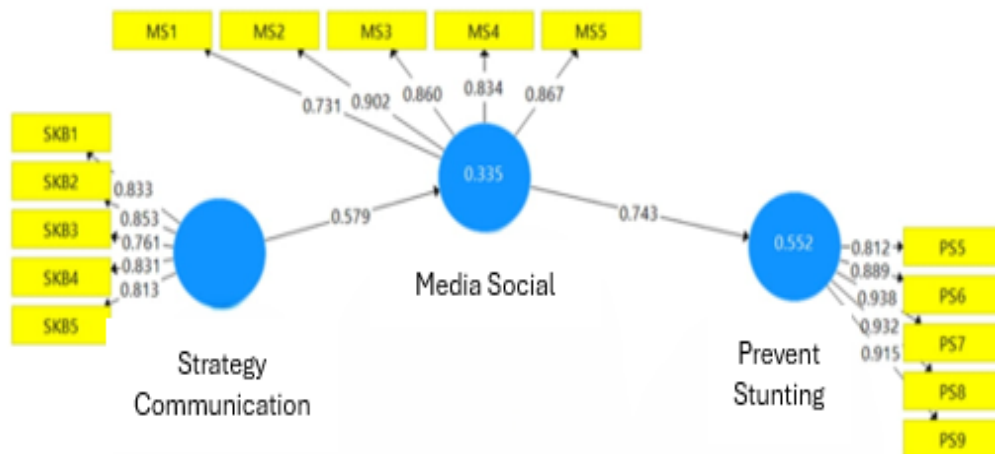 MS1 MS2 MS3 MS4 MS5
0.731 0.902 0.860 0.834 0.867
SKB1
SKB2
SKB3
SKB4
SKB5
0.833
0.853
0.761
0.831
0.813
0.579
0.335
Media Social
0.743
0.552
0.812
0.889
0.938
0.932
0.915
PS5
PS6
PS7
PS8
PS9
Strategy
Communication
Prevent
Stunting